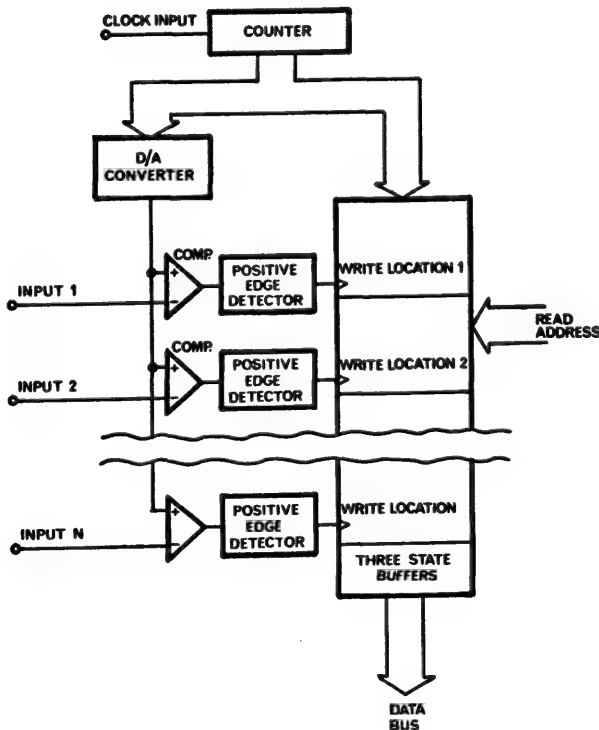 CLOCK INPUT
COUNTER
D/A
CONVERTER
COMP.
INPUT 1
+
−
POSITIVE
EDGE
DETECTOR
WRITE LOCATION 1
READ
ADDRESS
COMP.
INPUT 2
+
−
POSITIVE
EDGE
DETECTOR
WRITE LOCATION 2
INPUT N
+
−
POSITIVE
EDGE
DETECTOR
WRITE LOCATION
THREE STATE
BUFFERS
DATA
BUS